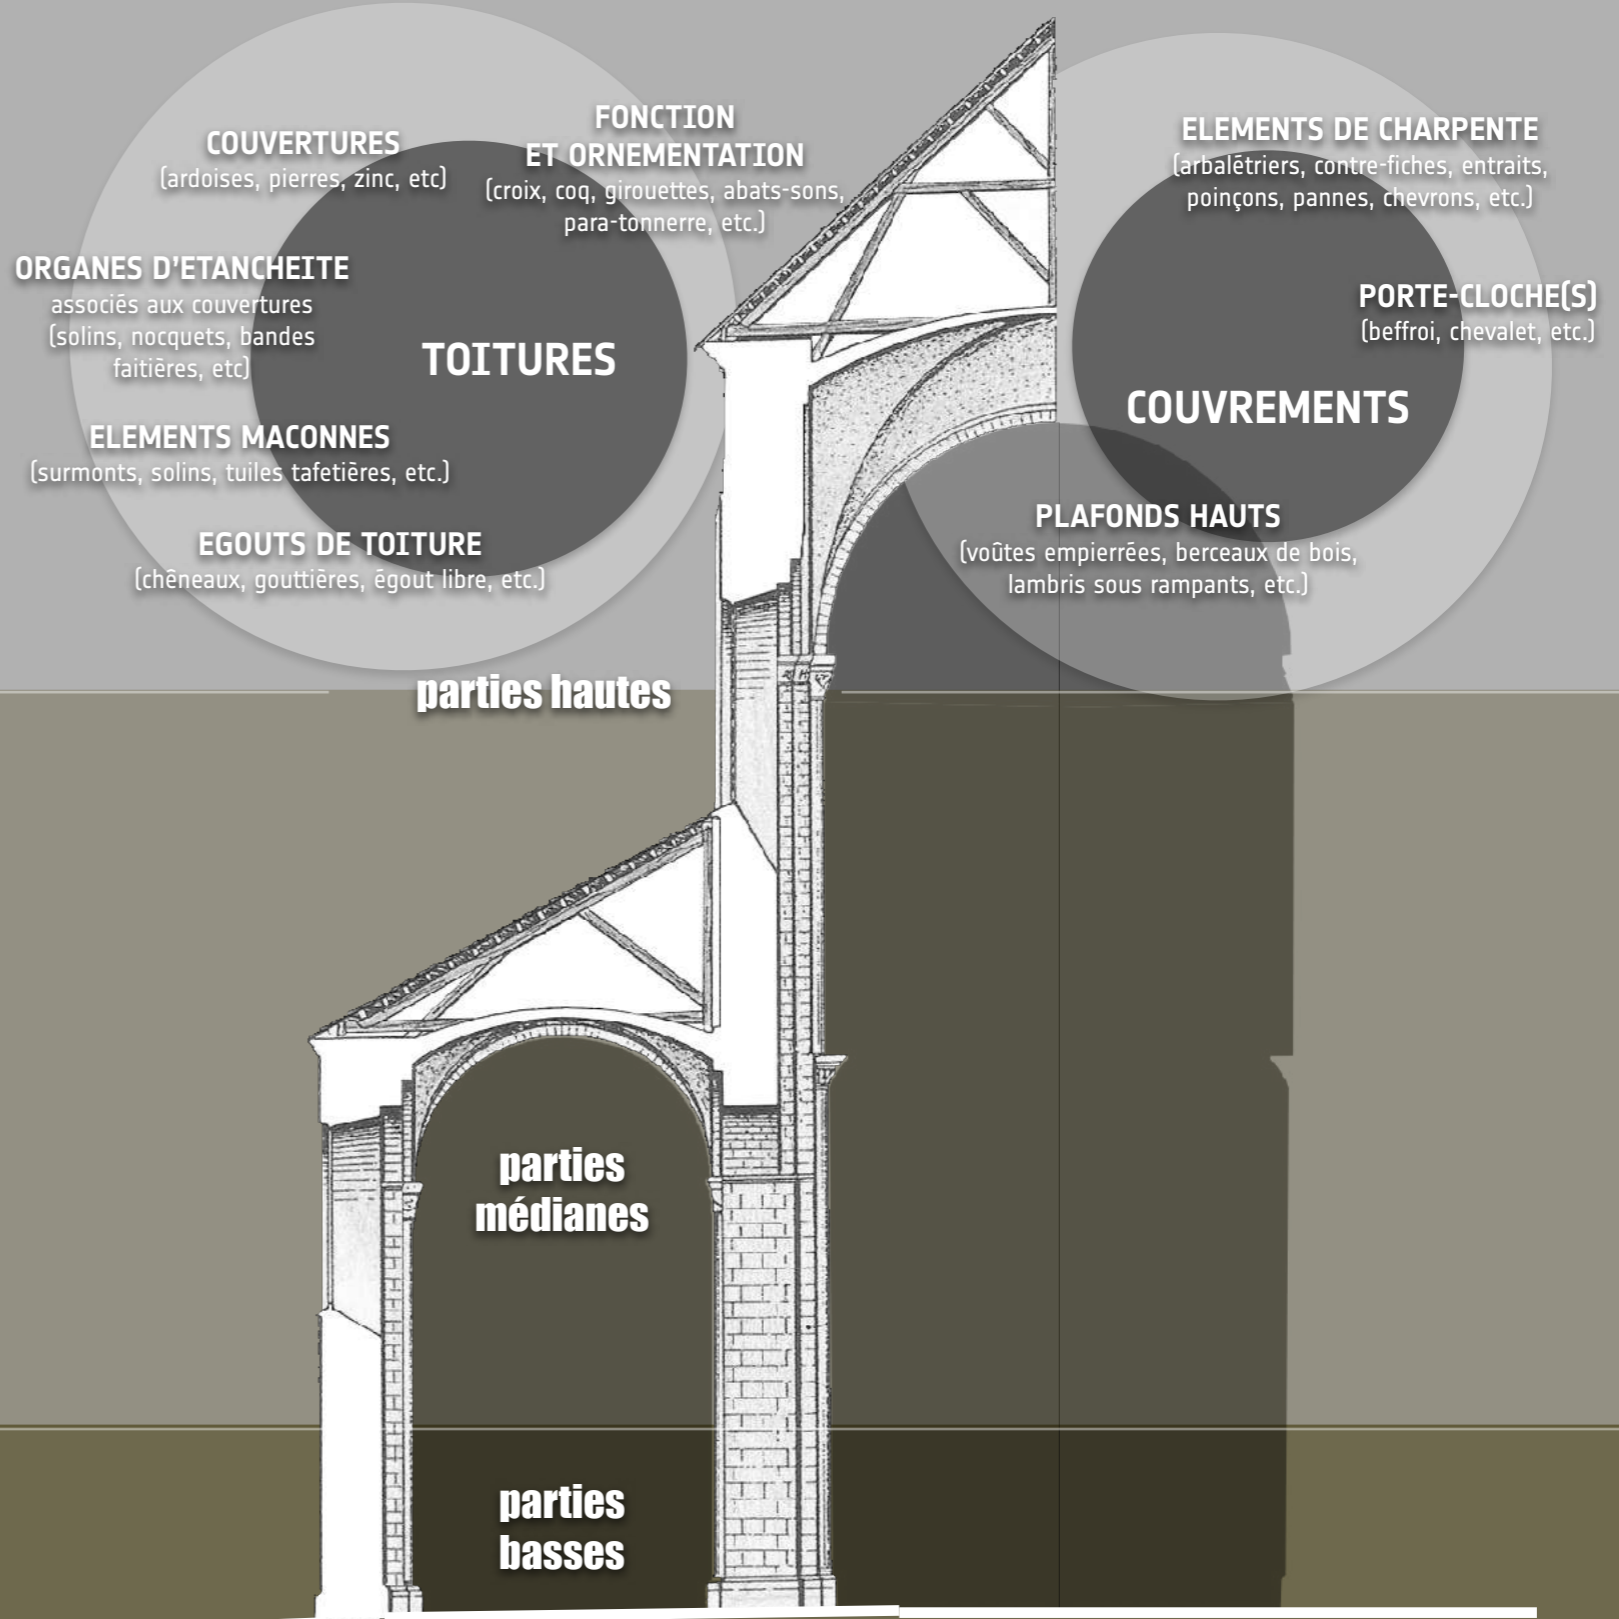 COUVERTURES
(ardoises, pierres, zinc, etc)
FONCTION
ET ORNEMENTATION
(croix, coq, girouettes, abats-sons,
para-tonnerre, etc.)
ORGANES D'ETANCHEITE
associés aux couvertures
(solins, nocquets, bandes
faitières, etc)
TOITURES
ELEMENTS MACONNES
(surmonts, solins, tuiles tafetières, etc.)
EGOUTS DE TOITURE
(chêneaux, gouttières, égout libre, etc.)
ELEMENTS DE CHARPENTE
(arbalétriers, contre-fiches, entraits,
poinçons, pannes, chevrons, etc.)
PORTE-CLOCHE(S)
(beffroi, chevalet, etc.)
COUVREMENTS
PLAFONDS HAUTS
(voûtes empierrées, berceaux de bois,
lambris sous rampants, etc.)
parties hautes
parties
médianes
parties
basses